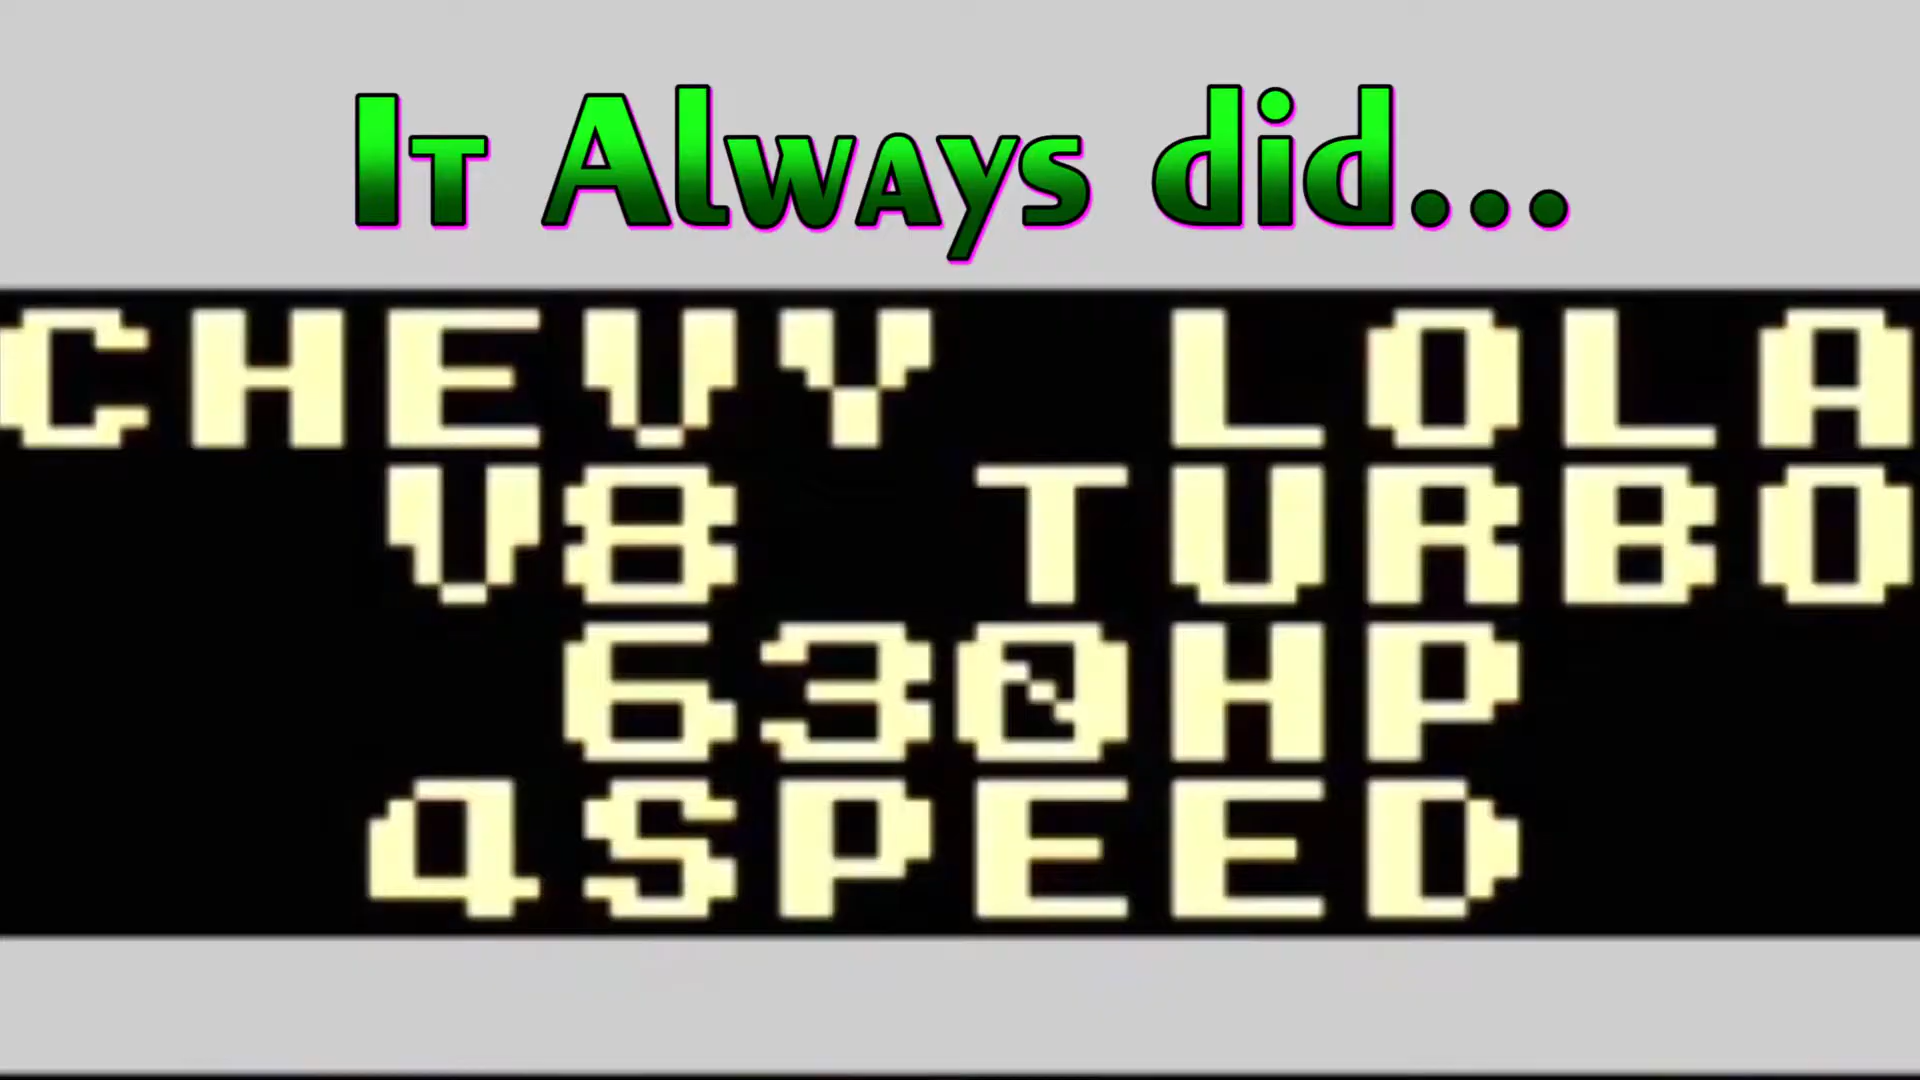 It Always did...
CHEVY LOLA
V8 TURBO
630HP
4SPEED